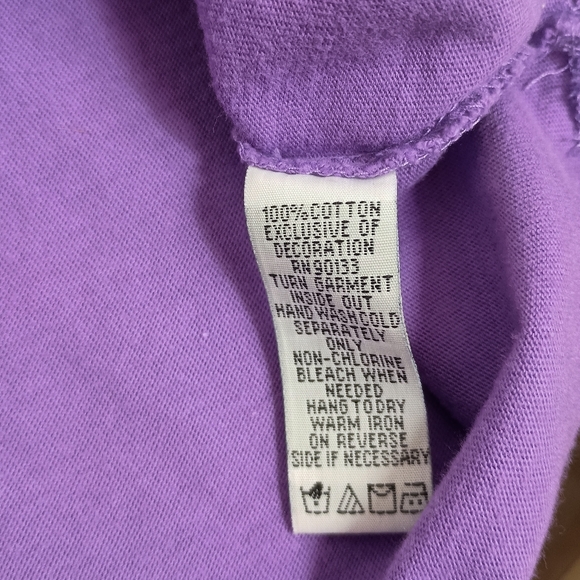 100%COTTON
EXCLUSIVE OF
DECORATION
RN90133
TURN GARMENT
INSIDE OUT
HAND WASH COLD
SEPARATELY
ONLY
NON-CHLORINE
BLEACH WHEN
NEEDED
HANG TO DRY
WARM IRON
ON REVERSE
SIDE IF NECESSARY